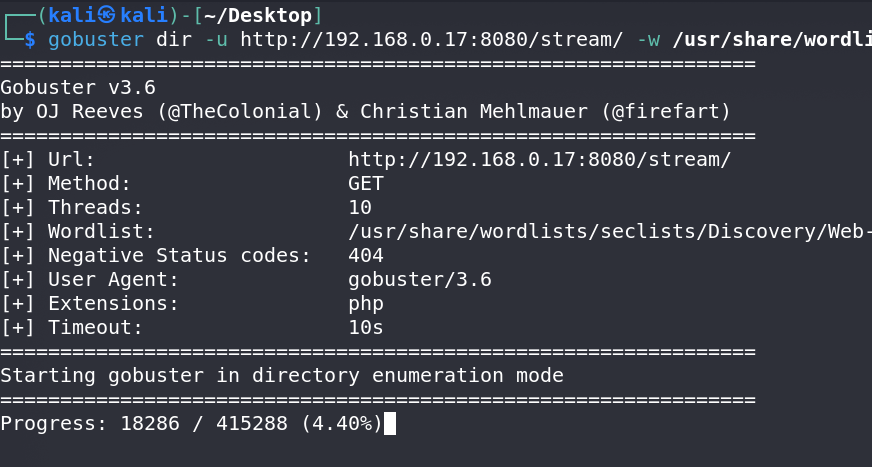 (kali㉿kali)-[~/Desktop]
$ gobuster dir -u http://192.168.0.17:8080/stream/ -w /usr/share/wordli
===============================================================
Gobuster v3.6
by OJ Reeves (@TheColonial) & Christian Mehlmauer (@firefart)
===============================================================
[+] Url:                     http://192.168.0.17:8080/stream/
[+] Method:                  GET
[+] Threads:                 10
[+] Wordlist:                /usr/share/wordlists/seclists/Discovery/Web-
[+] Negative Status codes:   404
[+] User Agent:              gobuster/3.6
[+] Extensions:              php
[+] Timeout:                 10s
===============================================================
Starting gobuster in directory enumeration mode
===============================================================
Progress: 18286 / 415288 (4.40%)